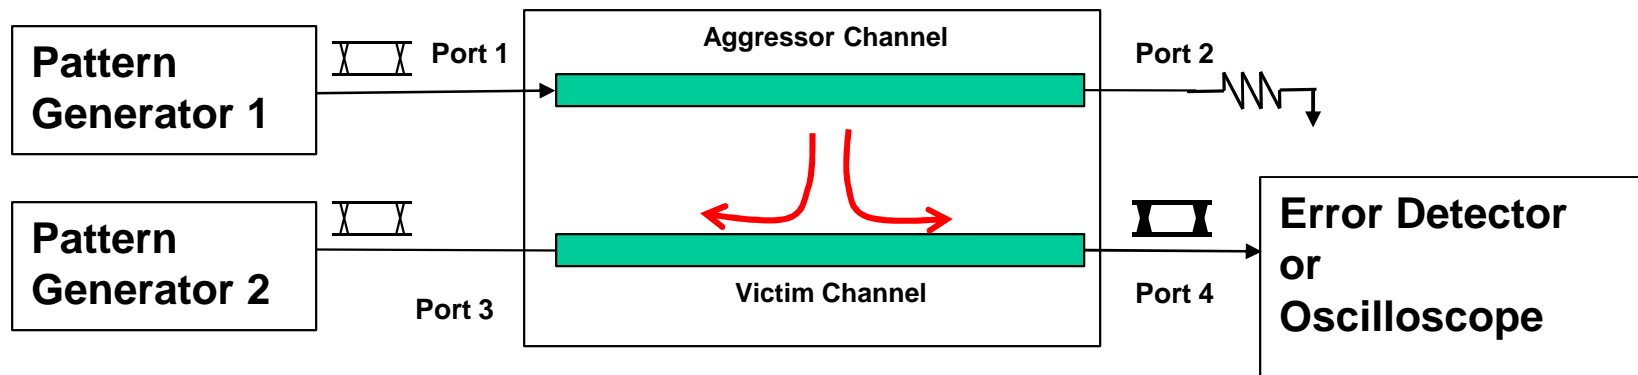 Pattern
Generator 1
Port 1
Aggressor Channel
Port 2
Pattern
Generator 2
Port 3
Victim Channel
Port 4
Error Detector
or
Oscilloscope